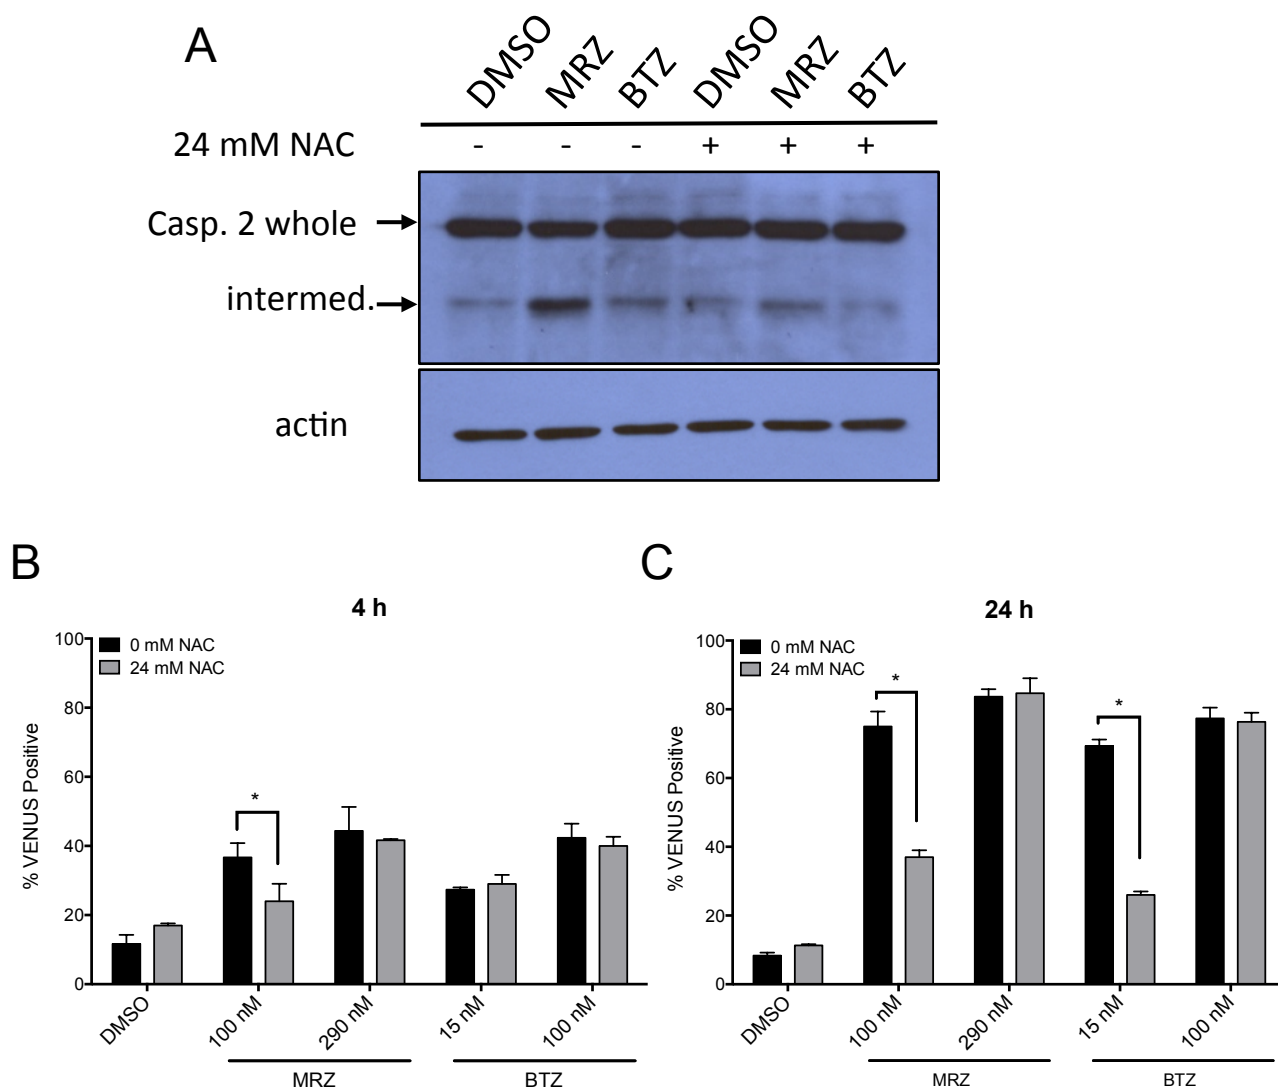 A
DMSO MRZ BTZ DMSO MRZ BTZ
24 mM NAC - - - + + +
Casp. 2 whole
intermed.
actin
B
4 h
0 mM NAC
24 mM NAC
% VENUS Positive
100
80
60
40
20
0
*
DMSO 100 nM 290 nM 15 nM 100 nM
MRZ BTZ
C
24 h
0 mM NAC
24 mM NAC
% VENUS Positive
100
80
60
40
20
0
* *
DMSO 100 nM 290 nM 15 nM 100 nM
MRZ BTZ